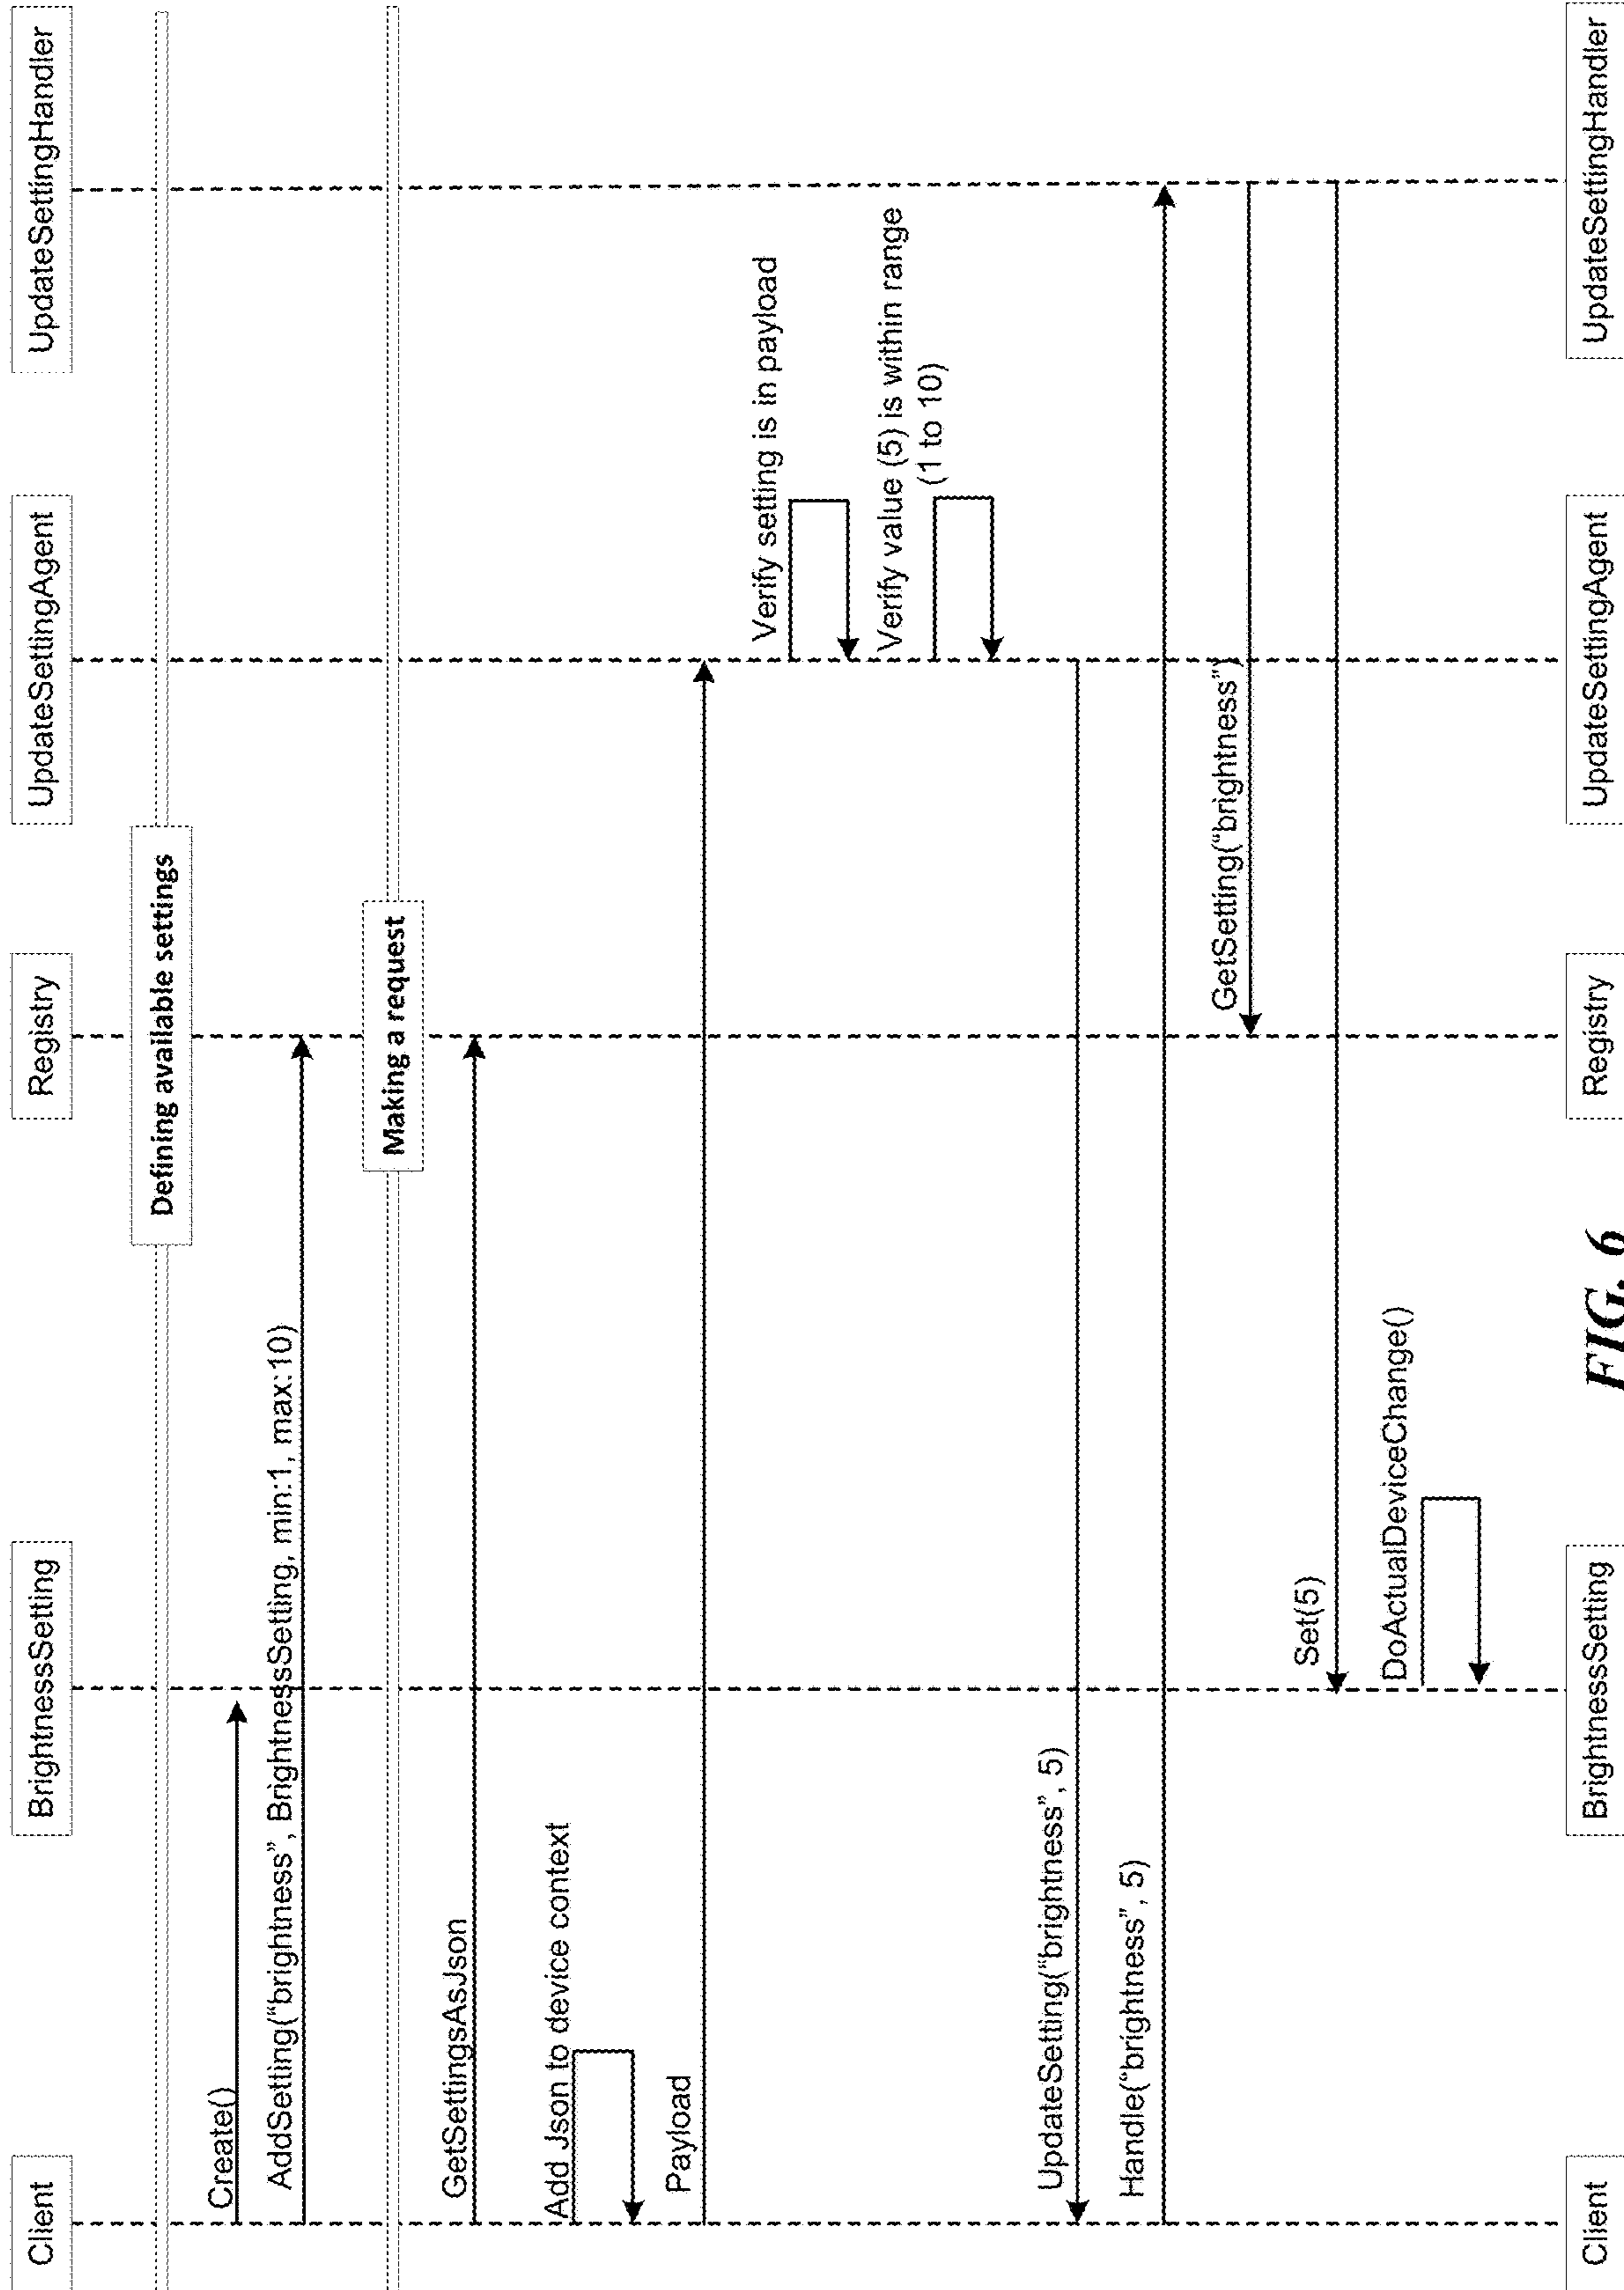 Client
BrightnessSetting
Registry
UpdateSettingAgent
UpdateSettingHandler
Defining available settings
Create()
AddSetting(“brightness”, BrightnessSetting, min:1, max:10)
Making a request
GetSettingsAsJson
Add Json to device context
Payload
Verify setting is in payload
Verify value (5) is within range
(1 to 10)
UpdateSetting(“brightness”, 5)
Handle(“brightness”, 5)
GetSetting(“brightness”)
Set(5)
DoActualDeviceChange()
Client
BrightnessSetting
Registry
UpdateSettingAgent
UpdateSettingHandler
FIG. 6